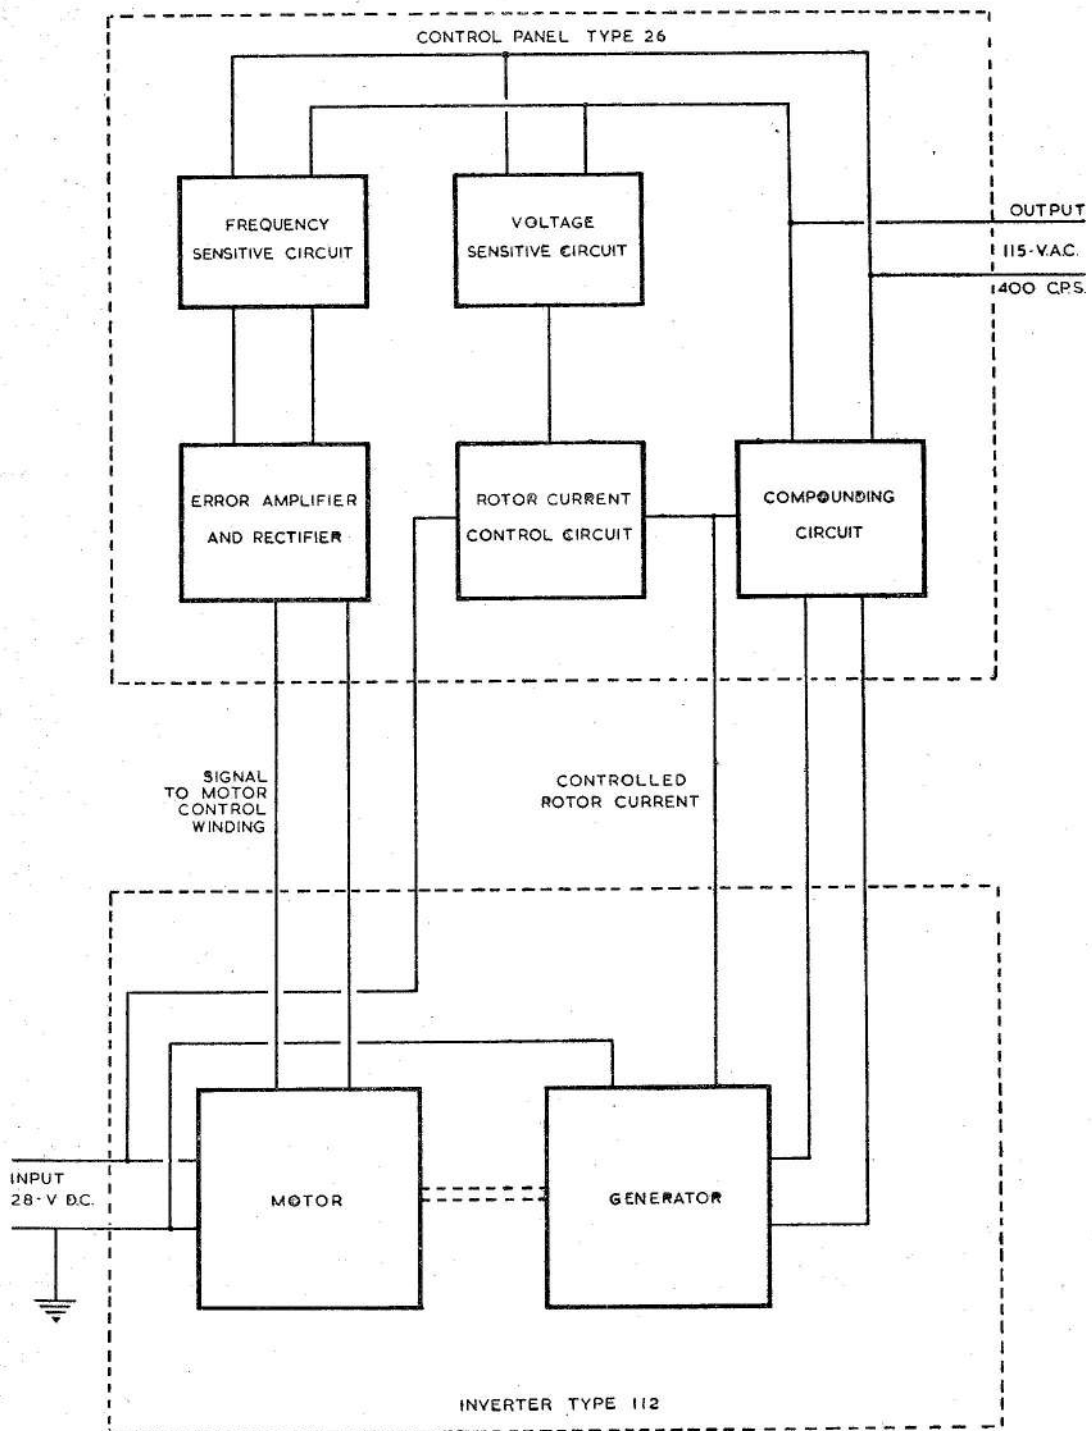 CONTROL PANEL TYPE 26
FREQUENCY
SENSITIVE CIRCUIT
VOLTAGE
SENSITIVE CIRCUIT
OUTPUT
115-V.A.C.
400 C.P.S.
ERROR AMPLIFIER
AND RECTIFIER
ROTOR CURRENT
CONTROL CIRCUIT
COMPOUNDING
CIRCUIT
SIGNAL
TO MOTOR
CONTROL
WINDING
CONTROLLED
ROTOR CURRENT
INPUT
28-V D.C.
MOTOR
GENERATOR
INVERTER TYPE 112